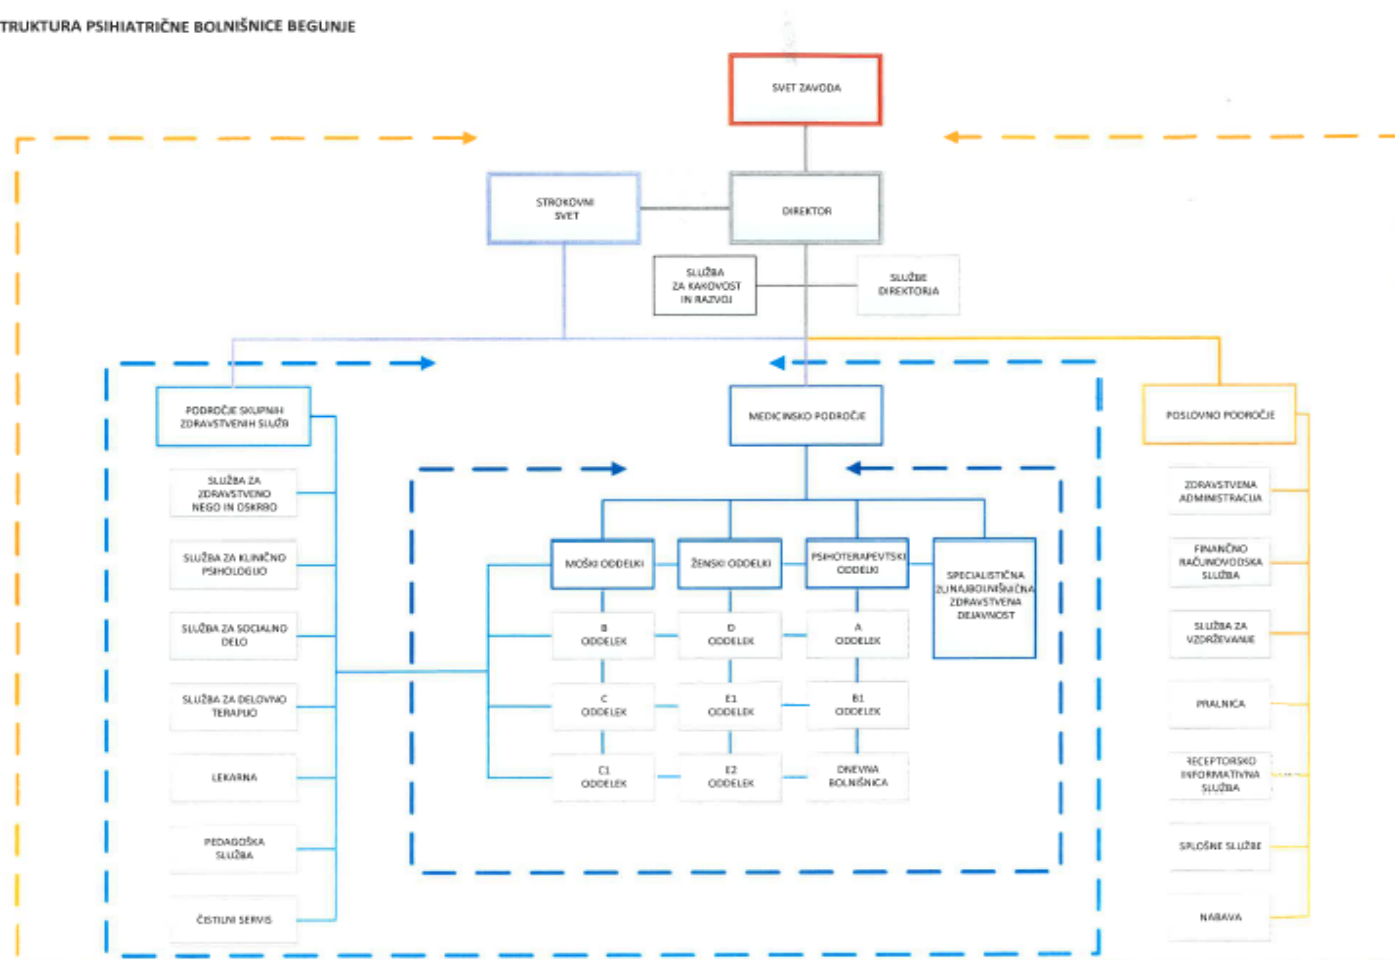 TRUKTURA PSIHIATRIČNE BOLNIŠNICE BEGUNJE
SVET ZAVODA
STROKOVNI
SVET
DIREKTOR
SLUŽBA
ZA KAKOVOST
IN RAZVOJ
SLUŽBE
DIREKTORJA
PODROČJE SKUPNIH
ZDRAVSTVENIH SLUŽB
MEDICINSKO PODROČJE
POSLOVNO PODROČJE
SLUŽBA ZA
ZDRAVSTVENO
NEGO IN OSKRBO
SLUŽBA ZA KLINIČNO
PSIHOLOGIJO
SLUŽBA ZA SOCIALNO
DELO
SLUŽBA ZA DELOVNO
TERAPIJO
LEKARNA
PEDAGOŠKA
SLUŽBA
ČISTILNI SERVIS
MOŠKI ODDELKI
B
ODDELEK
C
ODDELEK
C1
ODDELEK
ŽENSKI ODDELKI
D
ODDELEK
E1
ODDELEK
E2
ODDELEK
PSIHOTERAPEVTSKI
ODDELKI
A
ODDELEK
B1
ODDELEK
DNEVNA
BOLNIŠNICA
SPECIALISTIČNA
ZUNAJBOLNIŠNIČNA
ZDRAVSTVENA
DEJAVNOST
ZDRAVSTVENA
ADMINISTRACIJA
FINANČNO
RAČUNOVODSKA
SLUŽBA
SLUŽBA ZA
VZDRŽEVANJE
PRALNICA
RECEPTORSKO
INFORMATIVNA
SLUŽBA
SPLOŠNE SLUŽBE
NABAVA